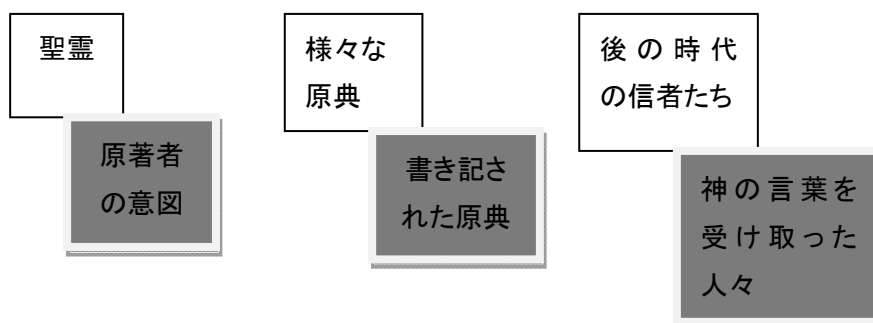 聖霊
原著者
の意図
様々な
原典
書き記さ
れた原典
後の時代
の信者たち
神の言葉を
受け取った
人々